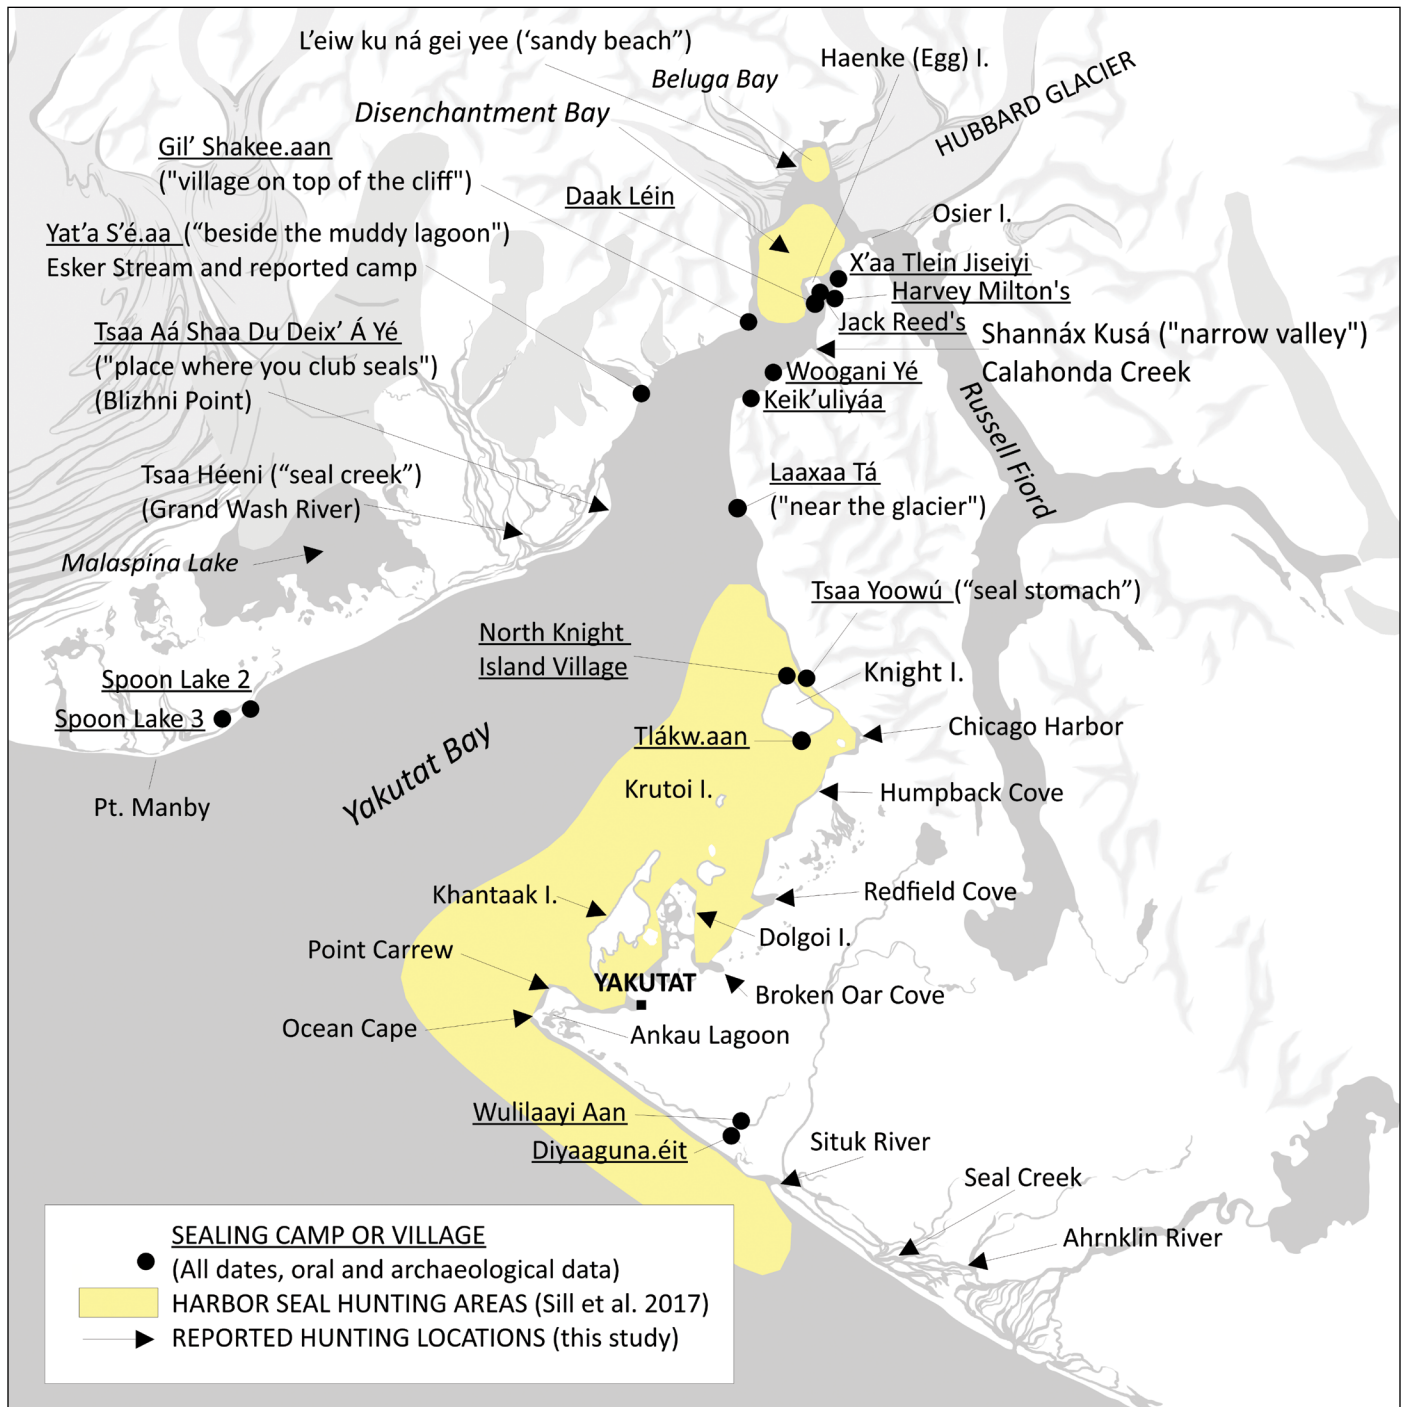 L’eiw ku ná gei yee (‘sandy beach”)
Haenke (Egg) I.
Beluga Bay
HUBBARD GLACIER
Disenchantment Bay
Gil’ Shakee.aan
("village on top of the cliff")
Daak Léin
Osier I.
Yat’a S’é.aa (“beside the muddy lagoon")
Esker Stream and reported camp
X’aa Tlein Jiseiyi
Harvey Milton's
Jack Reed's
Tsaa Aá Shaa Du Deix’ Á Yé
("place where you club seals")
(Blizhni Point)
Shannáx Kusá ("narrow valley")
Calahonda Creek
Woogani Yé
Keik’uliyáa
Russell Fiord
Tsaa Héeni (“seal creek”)
(Grand Wash River)
Laaxaa Tá
("near the glacier")
Malaspina Lake
Tsaa Yoowú (“seal stomach”)
North Knight
Island Village
Knight I.
Spoon Lake 2
Spoon Lake 3
Tlákw.aan
Chicago Harbor
Yakutat Bay
Pt. Manby
Krutoi I.
Humpback Cove
Khantaak I.
Redfield Cove
Point Carrew
Dolgoi I.
YAKUTAT
Broken Oar Cove
Ocean Cape
Ankau Lagoon
Wulilaayi Aan
Diyaaguna.éit
Situk River
Seal Creek
Ahrnklin River
SEALING CAMP OR VILLAGE
(All dates, oral and archaeological data)
HARBOR SEAL HUNTING AREAS (Sill et al. 2017)
REPORTED HUNTING LOCATIONS (this study)